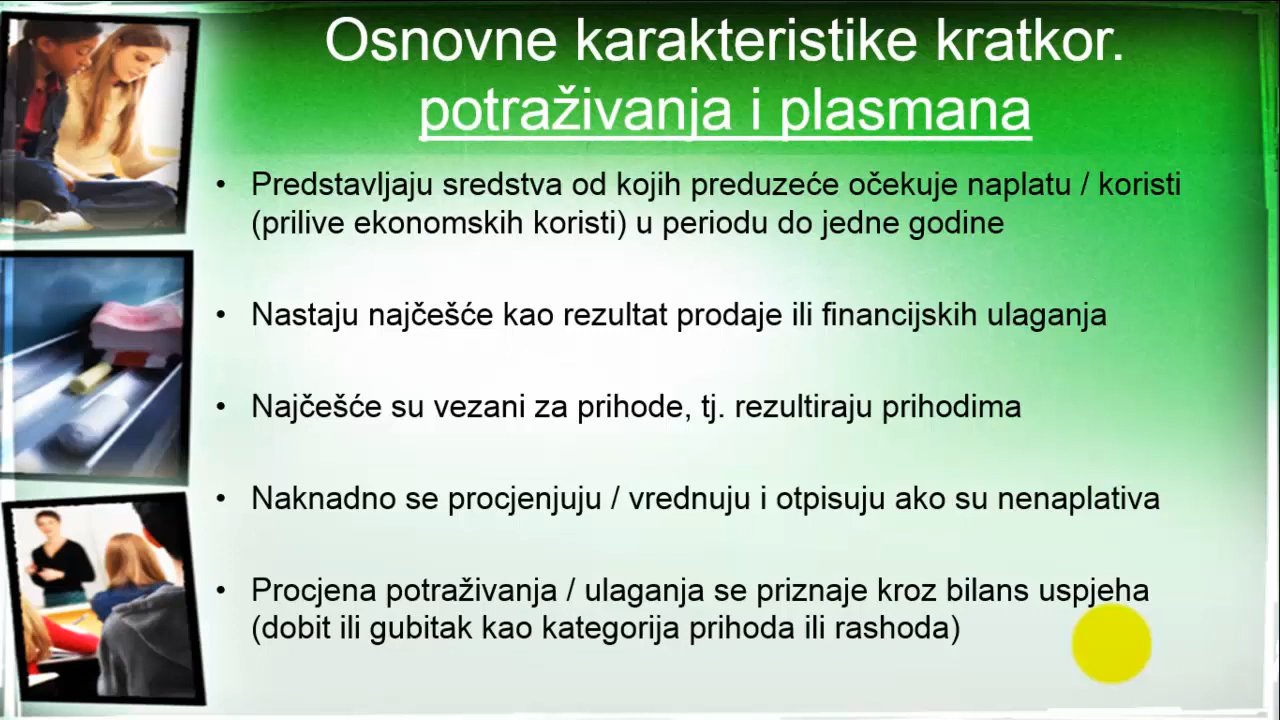 Osnovne karakteristike kratkor.
potraživanja i plasmana
• Predstavljaju sredstva od kojih preduzeće očekuje naplatu / koristi
(prilive ekonomskih koristi) u periodu do jedne godine
• Nastaju najčešće kao rezultat prodaje ili financijskih ulaganja
• Najčešće su vezani za prihode, tj. rezultiraju prihodima
• Naknadno se procjenjuju / vrednuju i otpisuju ako su nenaplativa
• Procjena potraživanja / ulaganja se priznaje kroz bilans uspjeha
(dobit ili gubitak kao kategorija prihoda ili rashoda)